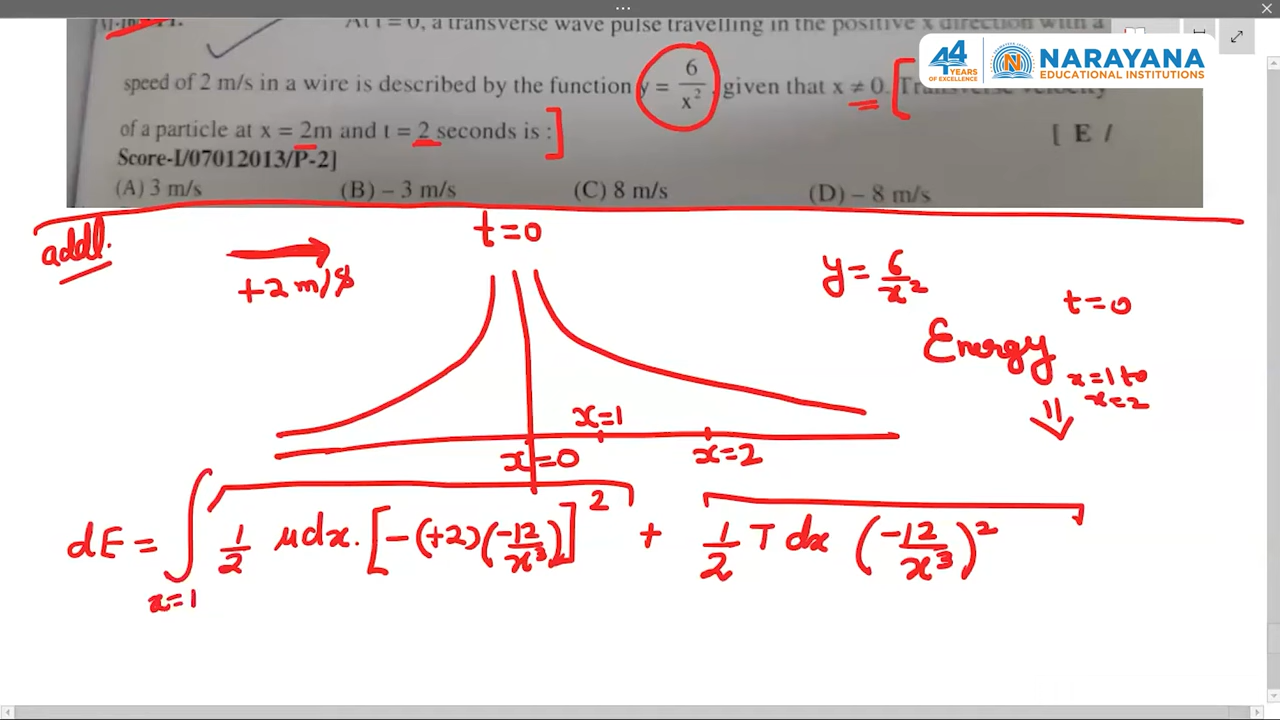 At t = 0, a transverse wave pulse travelling in the positive x direction with a
speed of 2 m/s in a wire is described by the function y = 6/x², given that x ≠ 0. Transverse velocity
of a particle at x = 2m and t = 2 seconds is :
[ E /
Score-I/07012013/P-2]
(A) 3 m/s (B) – 3 m/s (C) 8 m/s (D) – 8 m/s
44 YEARS OF EXCELLENCE
NARAYANA
EDUCATIONAL INSTITUTIONS
addl.
t=0
+2 m/s
y = 6/x²
t=0
Energy
x=1 to
x=2
x=1
x=0
x=2
dE = ∫ 1/2 μdx. [-(+2)(-12/x³)]² + 1/2 T dx (-12/x³)²
x=1